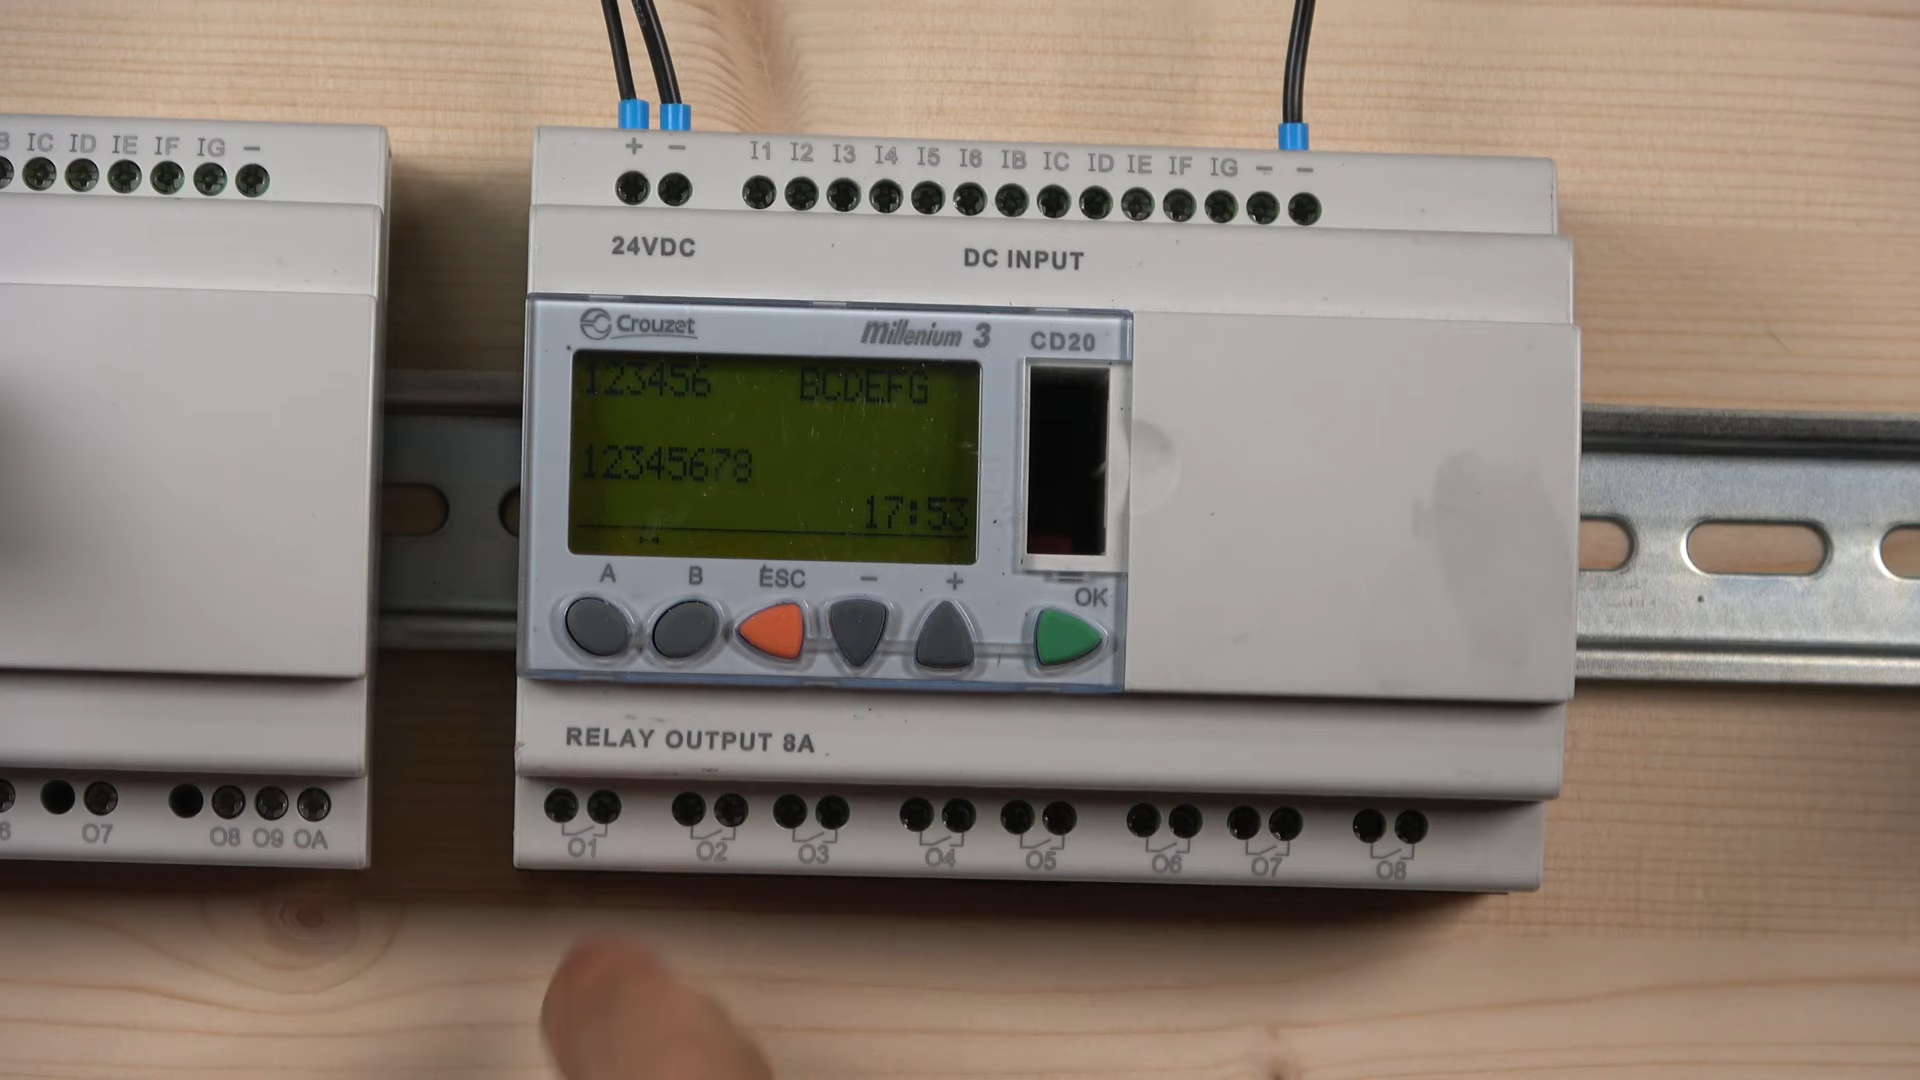 IC ID IE IF IG −
+ − I1 I2 I3 I4 I5 I6 IB IC ID IE IF IG − −
24VDC DC INPUT
Crouzet Millenium 3 CD20
123456 BCDEFG
12345678
17:53
A B ESC − + OK
RELAY OUTPUT 8A
O7 O8 O9 OA
O1 O2 O3 O4 O5 O6 O7 O8